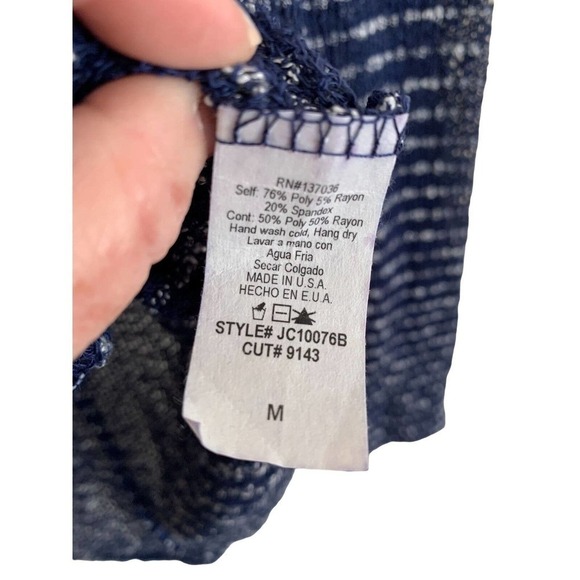 RN#137036
Self: 76% Poly 5% Rayon
20% Spandex
Cont: 50% Poly 50% Rayon
Hand wash cold, Hang dry
Lavar a mano con
Agua Fria
Secar Colgado
MADE IN U.S.A.
HECHO EN E.U.A.
STYLE# JC10076B
CUT# 9143
M